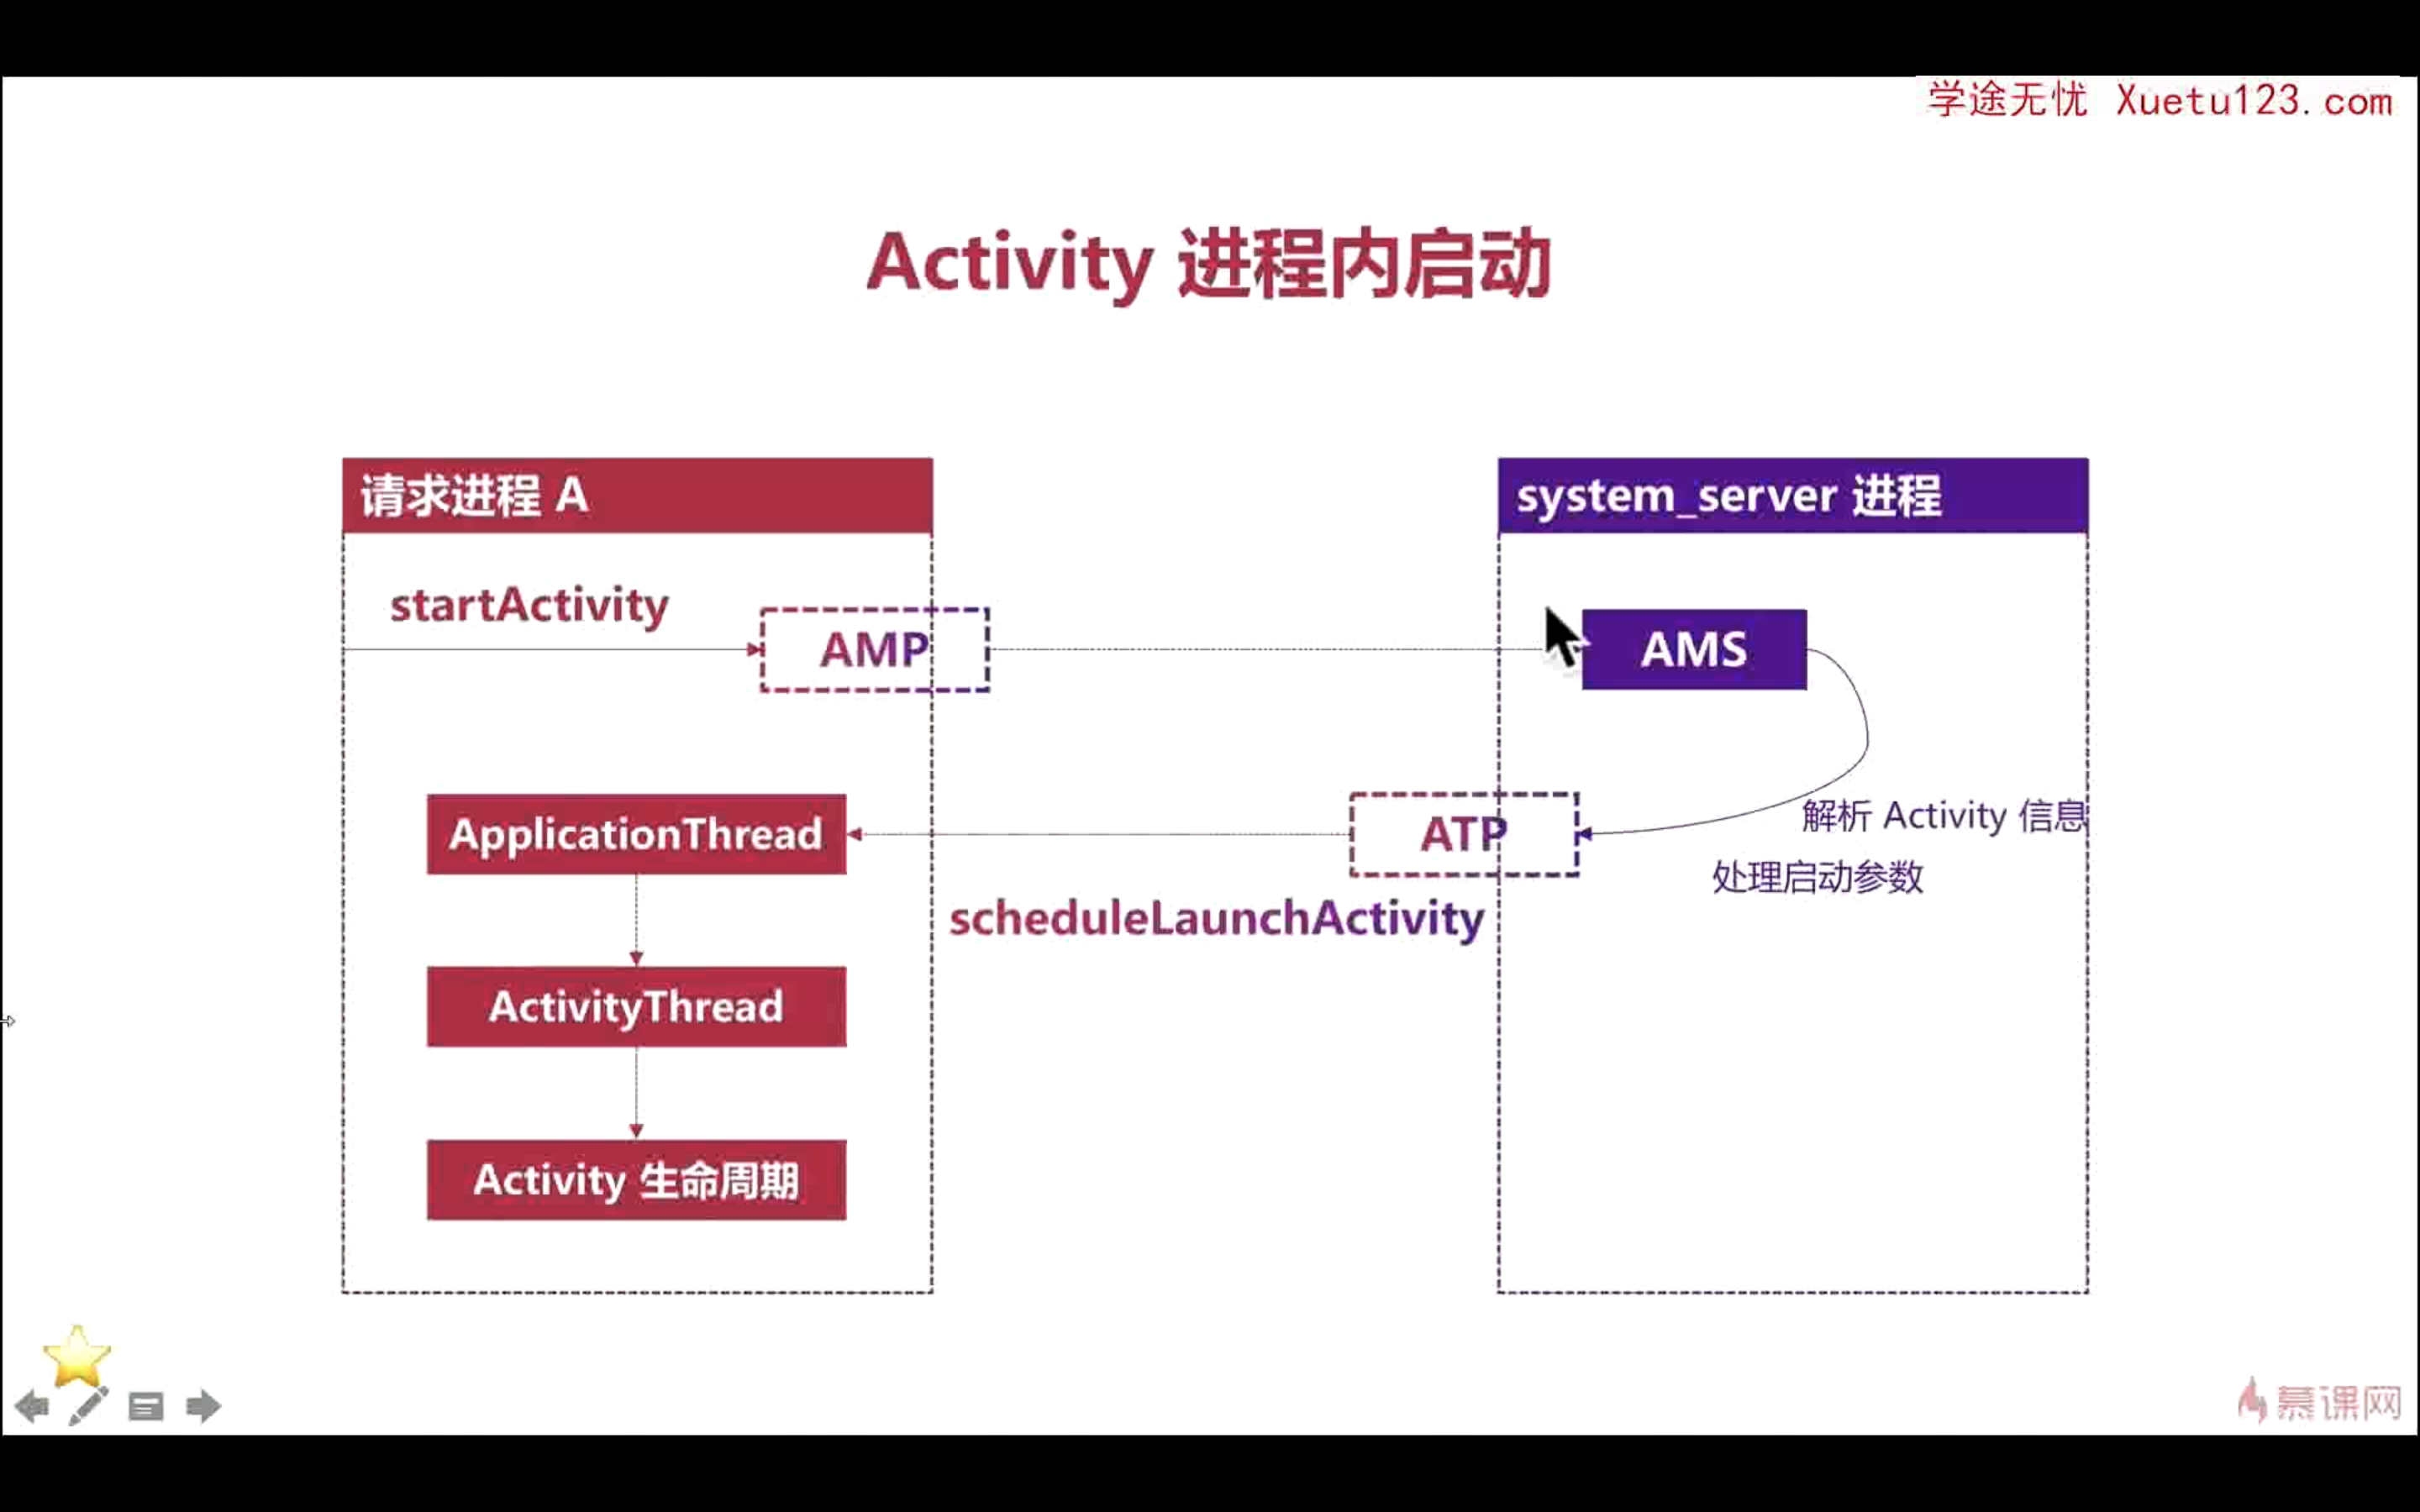 学途无忧 Xuetu123.com
Activity 进程内启动
请求进程 A
system_server 进程
startActivity
AMP
AMS
ApplicationThread
ATP
解析 Activity 信息
处理启动参数
scheduleLaunchActivity
ActivityThread
Activity 生命周期
慕课网